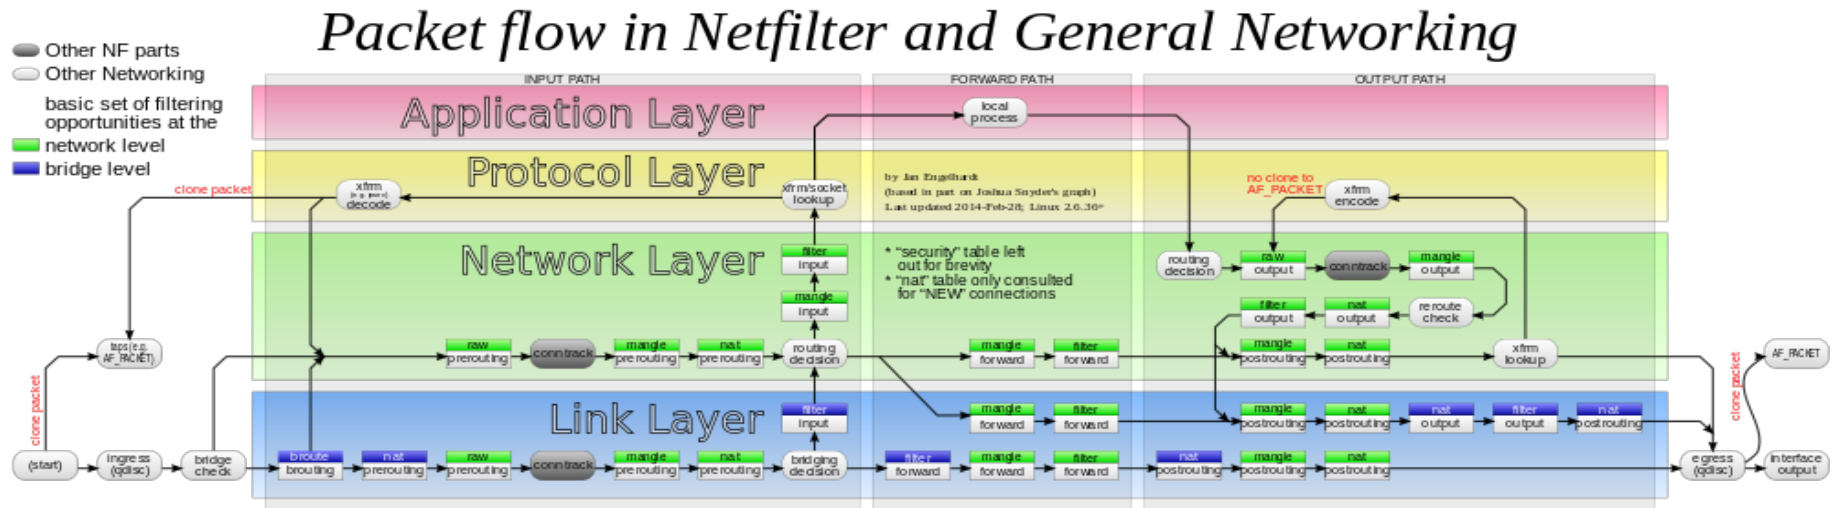 Packet flow in Netfilter and General Networking
Other NF parts
Other Networking
basic set of filtering
opportunities at the
network level
bridge level
INPUT PATH
FORWARD PATH
OUTPUT PATH
Application Layer
local
process
Protocol Layer
clone packet
xfrm
(e.g. ipsec)
decode
xfrm/socket
lookup
by Jan Engelhardt
(based in part on Joshua Snyder's graph)
Last updated 2014-Feb-28; Linux 2.6.36+
no clone to
AF_PACKET
xfrm
encode
Network Layer
filter
input
mangle
input
* "security" table left
out for brevity
* "nat" table only consulted
for "NEW" connections
routing
decision
raw
output
conntrack
mangle
output
filter
output
nat
output
reroute
check
taps (e.g.
AF_PACKET)
raw
prerouting
conntrack
mangle
prerouting
nat
prerouting
routing
decision
mangle
forward
filter
forward
mangle
postrouting
nat
postrouting
xfrm
lookup
AF_PACKET
clone packet
clone packet
Link Layer
filter
input
mangle
forward
filter
forward
mangle
postrouting
nat
postrouting
nat
output
filter
output
nat
postrouting
(start)
ingress
(qdisc)
bridge
check
broute
brouting
nat
prerouting
raw
prerouting
conntrack
mangle
prerouting
nat
prerouting
bridging
decision
filter
forward
mangle
forward
filter
forward
nat
postrouting
mangle
postrouting
nat
postrouting
egress
(qdisc)
interface
output